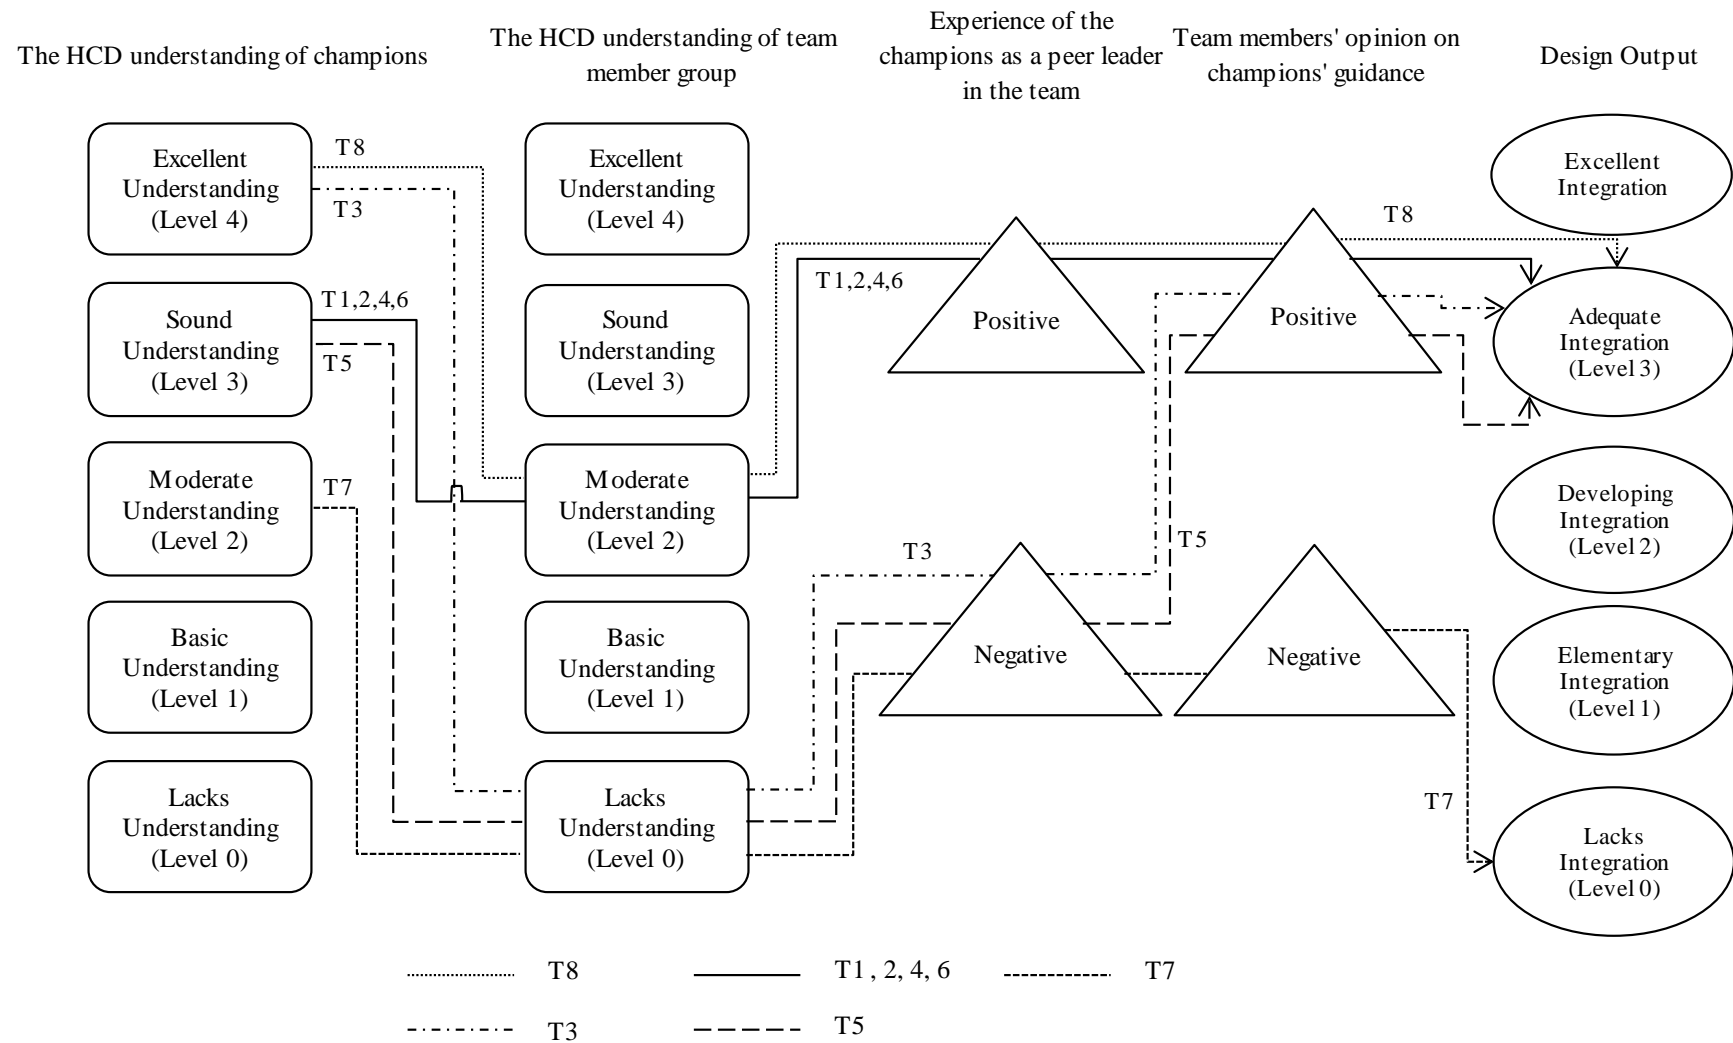 The HCD understanding of champions
The HCD understanding of team
member group
Experience of the
champions as a peer leader
in the team
Team members' opinion on
champions' guidance
Design Output
Excellent
Understanding
(Level 4)
Sound
Understanding
(Level 3)
Moderate
Understanding
(Level 2)
Basic
Understanding
(Level 1)
Lacks
Understanding
(Level 0)
T8
T3
T1,2,4,6
T5
T7
Excellent
Understanding
(Level 4)
Sound
Understanding
(Level 3)
Moderate
Understanding
(Level 2)
Basic
Understanding
(Level 1)
Lacks
Understanding
(Level 0)
T1,2,4,6
Positive
T3
Negative
T5
Positive
Negative
T8
T7
Excellent
Integration
Adequate
Integration
(Level 3)
Developing
Integration
(Level 2)
Elementary
Integration
(Level 1)
Lacks
Integration
(Level 0)
T8
T1 , 2, 4, 6
T7
T3
T5